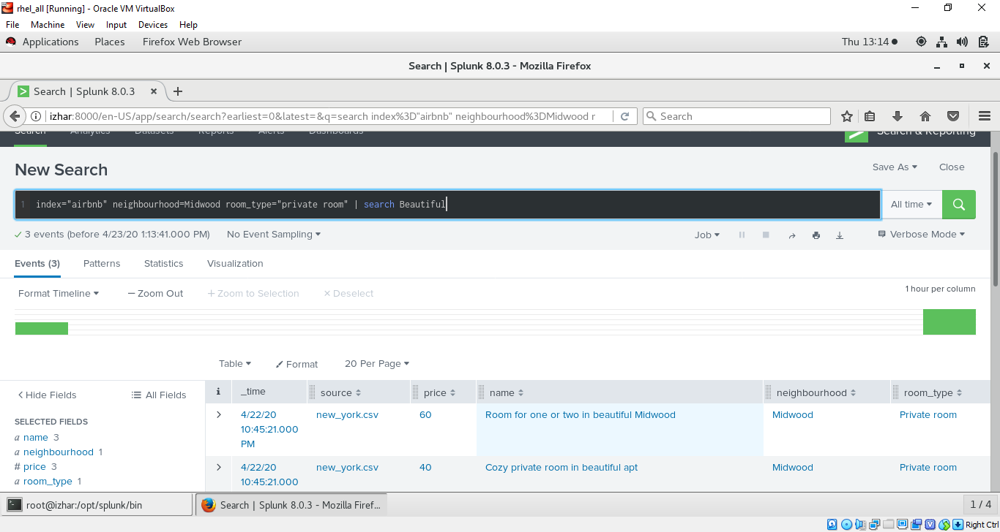 rhel_all [Running] - Oracle VM VirtualBox
File Machine View Input Devices Help
Applications Places Firefox Web Browser Thu 13:14
Search | Splunk 8.0.3 - Mozilla Firefox
Search | Splunk 8.0.3
izhar:8000/en-US/app/search/search?earliest=0&latest=&q=search index%3D"airbnb" neighbourhood%3DMidwood r Search
Search Analytics Datasets Reports Alerts Dashboards Search & Reporting
New Search Save As Close
1 index="airbnb" neighbourhood=Midwood room_type="private room" | search Beautiful All time
3 events (before 4/23/20 1:13:41.000 PM) No Event Sampling Job Verbose Mode
Events (3) Patterns Statistics Visualization
Format Timeline — Zoom Out + Zoom to Selection × Deselect 1 hour per column
Table Format 20 Per Page
< Hide Fields All Fields i _time source price name neighbourhood room_type
SELECTED FIELDS
a name 3
a neighbourhood 1
# price 3
a room_type 1
> 4/22/20 new_york.csv 60 Room for one or two in beautiful Midwood Midwood Private room
10:45:21.000
PM
> 4/22/20 new_york.csv 40 Cozy private room in beautiful apt Midwood Private room
10:45:21.000
root@izhar:/opt/splunk/bin Search | Splunk 8.0.3 - Mozilla Firef... 1 / 4
Right Ctrl